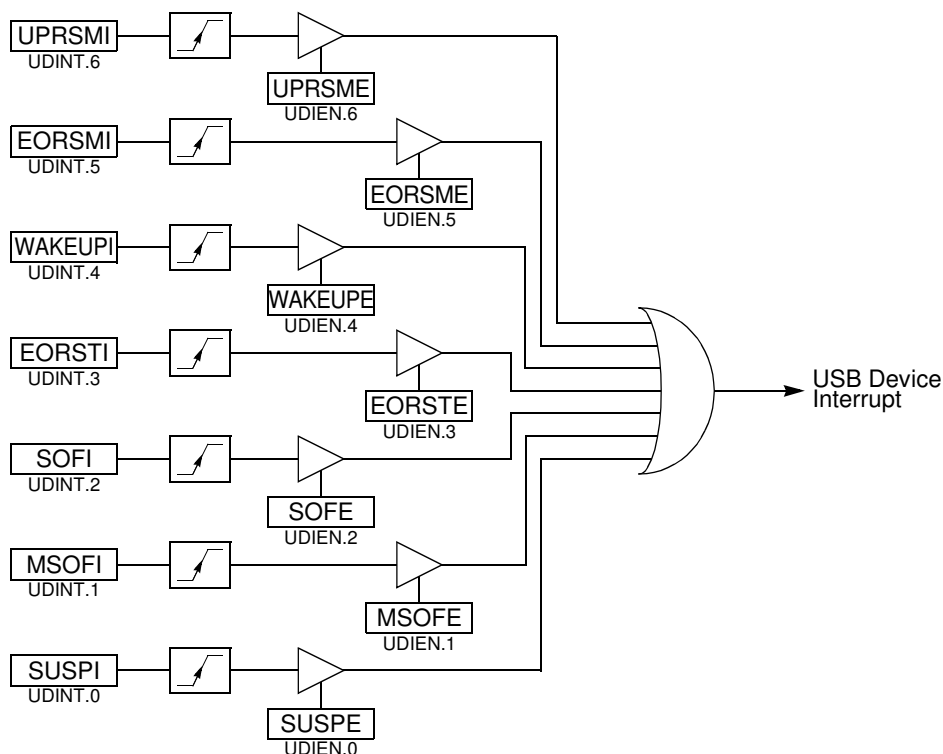 UPRSMI
UDINT.6
UPRSME
UDIEN.6
EORSMI
UDINT.5
EORSME
UDIEN.5
WAKEUPI
UDINT.4
WAKEUPE
UDIEN.4
EORSTI
UDINT.3
EORSTE
UDIEN.3
USB Device
Interrupt
SOFI
UDINT.2
SOFE
UDIEN.2
MSOFI
UDINT.1
MSOFE
UDIEN.1
SUSPI
UDINT.0
SUSPE
UDIEN.0